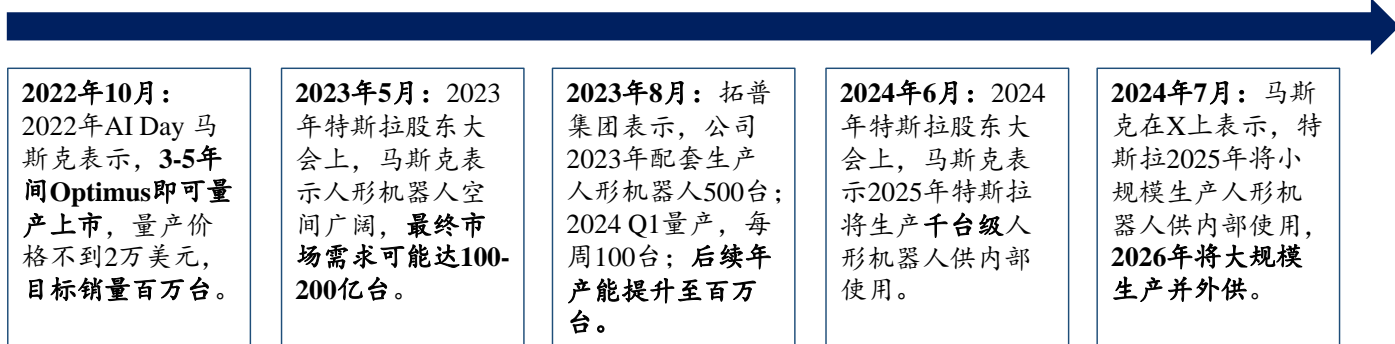 2022年10月：
2022年AI Day 马
斯克表示，3-5年
间Optimus即可量
产上市，量产价
格不到2万美元，
目标销量百万台。
2023年5月：2023
年特斯拉股东大
会上，马斯克表
示人形机器人空
间广阔，最终市
场需求可能达100-
200亿台。
2023年8月：拓普
集团表示，公司
2023年配套生产
人形机器人500台；
2024 Q1量产，每
周100台；后续年
产能提升至百万
台。
2024年6月：2024
年特斯拉股东大
会上，马斯克表
示2025年特斯拉
将生产千台级人
形机器人供内部
使用。
2024年7月：马斯
克在X上表示，特
斯拉2025年将小
规模生产人形机
器人供内部使用，
2026年将大规模
生产并外供。